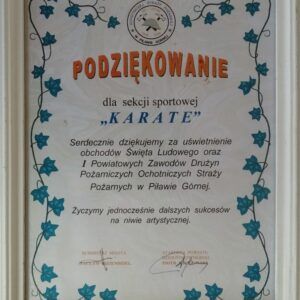 PODZIĘKOWANIE
dla sekcji sportowej
„KARATE”
Serdecznie dziękujemy za uświetnienie
obchodów Święta Ludowego oraz
I Powiatowych Zawodów Drużyn
Pożarniczych Ochotniczych Straży
Pożarnych w Piławie Górnej.
Życzymy jednocześnie dalszych sukcesów
na niwie artystycznej.